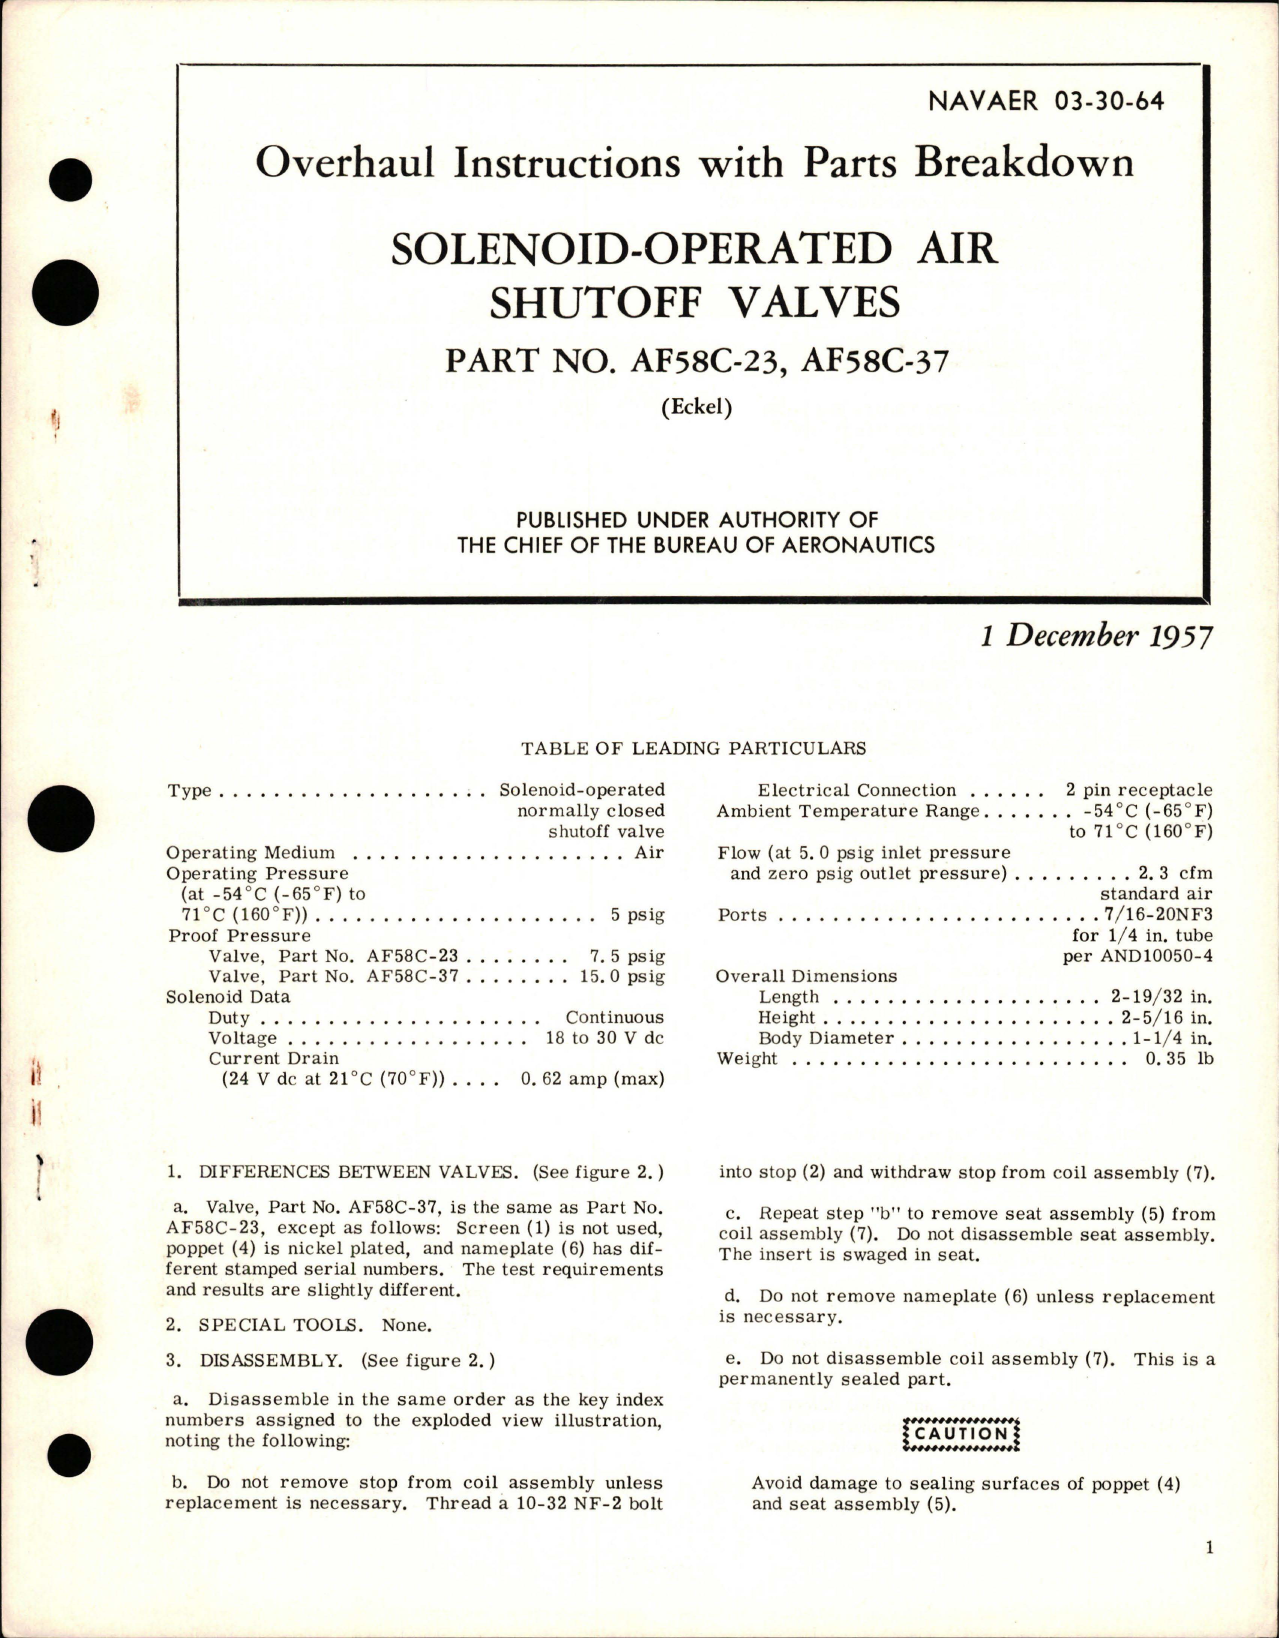 NAVAER 03-30-64
Overhaul Instructions with Parts Breakdown
SOLENOID-OPERATED AIR
SHUTOFF VALVES
PART NO. AF58C-23, AF58C-37
(Eckel)
PUBLISHED UNDER AUTHORITY OF
THE CHIEF OF THE BUREAU OF AERONAUTICS
1 December 1957
TABLE OF LEADING PARTICULARS
Type . . . . . . . . . . . . . . . . . . . . Solenoid-operated
normally closed
shutoff valve
Operating Medium . . . . . . . . . . . . . . . . . . . Air
Operating Pressure
(at -54°C (-65°F) to
71°C (160°F)) . . . . . . . . . . . . . . . . . . . . 5 psig
Proof Pressure
Valve, Part No. AF58C-23 . . . . . . . . 7.5 psig
Valve, Part No. AF58C-37 . . . . . . . . 15.0 psig
Solenoid Data
Duty . . . . . . . . . . . . . . . . . . . . Continuous
Voltage . . . . . . . . . . . . . . . . . 18 to 30 V dc
Current Drain
(24 V dc at 21°C (70°F)) . . . . 0.62 amp (max)
Electrical Connection . . . . . . 2 pin receptacle
Ambient Temperature Range . . . . . . . -54°C (-65°F)
to 71°C (160°F)
Flow (at 5.0 psig inlet pressure
and zero psig outlet pressure) . . . . . . . . . 2.3 cfm
standard air
Ports . . . . . . . . . . . . . . . . . . . . . . . 7/16-20NF3
for 1/4 in. tube
per AND10050-4
Overall Dimensions
Length . . . . . . . . . . . . . . . . . . . 2-19/32 in.
Height . . . . . . . . . . . . . . . . . . . . . 2-5/16 in.
Body Diameter . . . . . . . . . . . . . . . . 1-1/4 in.
Weight . . . . . . . . . . . . . . . . . . . . . . . . 0.35 lb
1. DIFFERENCES BETWEEN VALVES. (See figure 2.)
a. Valve, Part No. AF58C-37, is the same as Part No.
AF58C-23, except as follows: Screen (1) is not used,
poppet (4) is nickel plated, and nameplate (6) has dif-
ferent stamped serial numbers. The test requirements
and results are slightly different.
2. SPECIAL TOOLS. None.
3. DISASSEMBLY. (See figure 2.)
a. Disassemble in the same order as the key index
numbers assigned to the exploded view illustration,
noting the following:
b. Do not remove stop from coil assembly unless
replacement is necessary. Thread a 10-32 NF-2 bolt
into stop (2) and withdraw stop from coil assembly (7).
c. Repeat step "b" to remove seat assembly (5) from
coil assembly (7). Do not disassemble seat assembly.
The insert is swaged in seat.
d. Do not remove nameplate (6) unless replacement
is necessary.
e. Do not disassemble coil assembly (7). This is a
permanently sealed part.
CAUTION
Avoid damage to sealing surfaces of poppet (4)
and seat assembly (5).
1